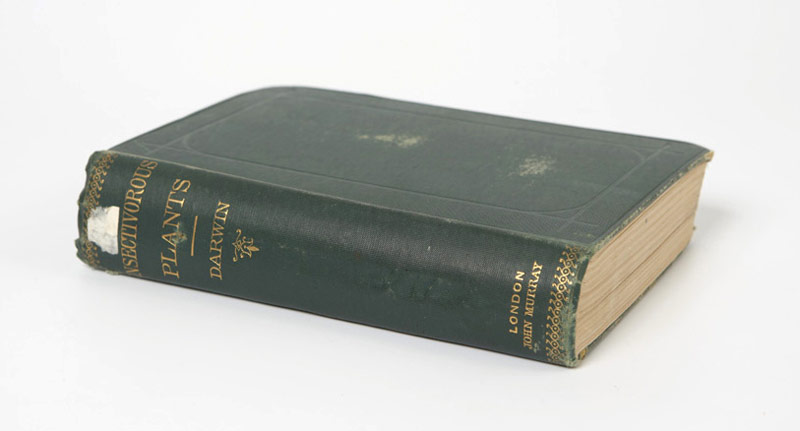 INSECTIVOROUS
PLANTS
DARWIN
LONDON
JOHN MURRAY